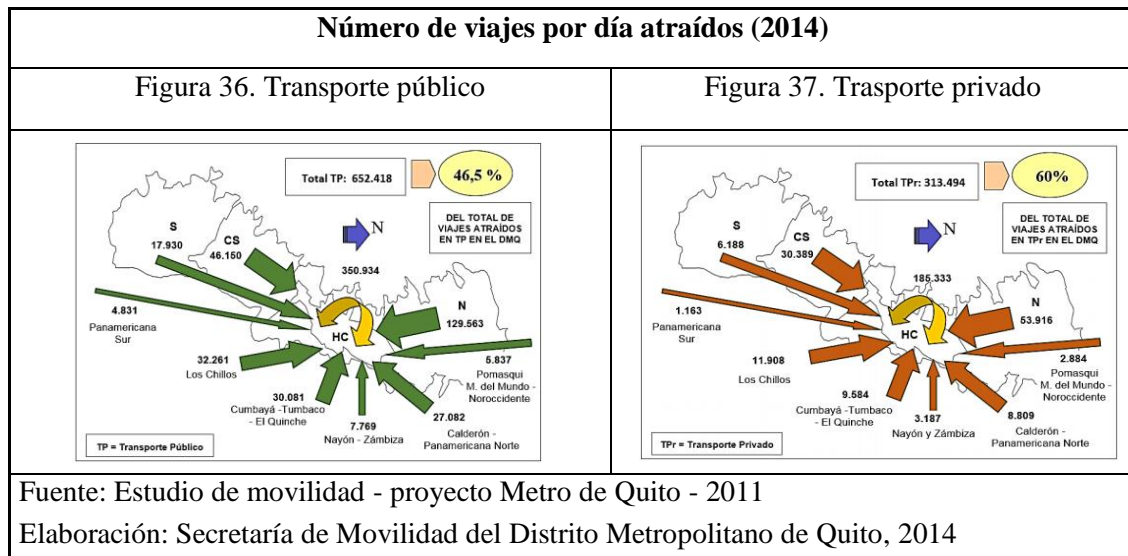 Número de viajes por día atraídos (2014)
Figura 36. Transporte público
Figura 37. Trasporte privado
Total TP: 652.418
46,5 %
DEL TOTAL DE
VIAJES ATRAÍDOS
EN TP EN EL DMQ
N
S
17.930
CS
46.150
350.934
N
129.563
HC
4.831
Panamericana
Sur
32.261
Los Chillos
30.081
Cumbayá -Tumbaco
- El Quinche
7.769
Nayón - Zámbiza
27.082
Calderón -
Panamericana Norte
5.837
Pomasqui
M. del Mundo -
Noroccidente
TP = Transporte Público
Total TPr: 313.494
60%
DEL TOTAL DE
VIAJES ATRAÍDOS
EN TPr EN EL DMQ
N
S
6.188
CS
30.389
185.333
N
53.916
HC
1.163
Panamericana
Sur
11.908
Los Chillos
9.584
Cumbayá -Tumbaco
- El Quinche
3.187
Nayón y Zámbiza
8.809
Calderón -
Panamericana Norte
2.884
Pomasqui
M. del Mundo -
Noroccidente
TPr = Transporte Privado
Fuente: Estudio de movilidad - proyecto Metro de Quito - 2011
Elaboración: Secretaría de Movilidad del Distrito Metropolitano de Quito, 2014